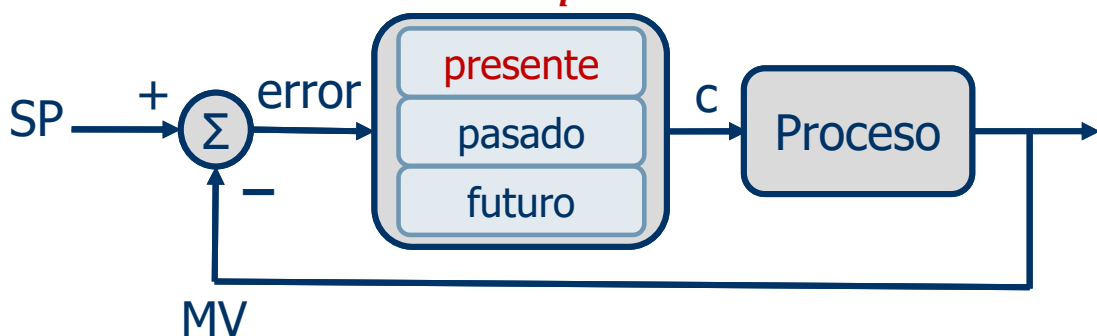 presente
SP + Σ error
pasado
c
Proceso
−
futuro
MV